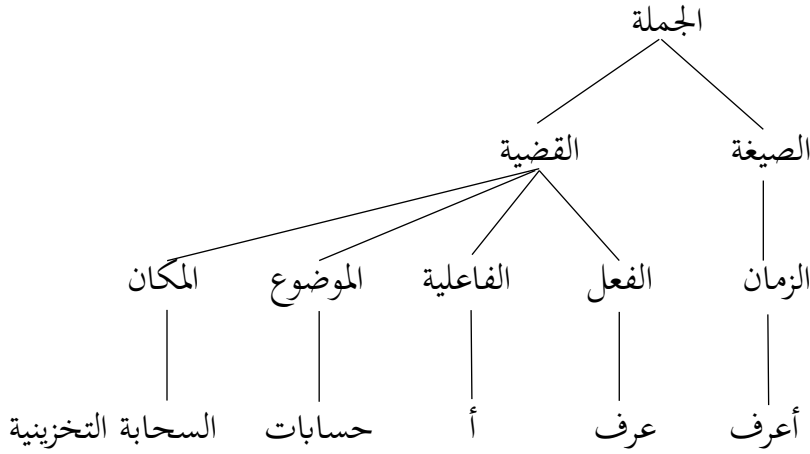 الجملة
الصيغة القضية
الزمان الفعل الفاعلية الموضوع المكان
أعرف عرف أ حسابات السحابة التخزينية